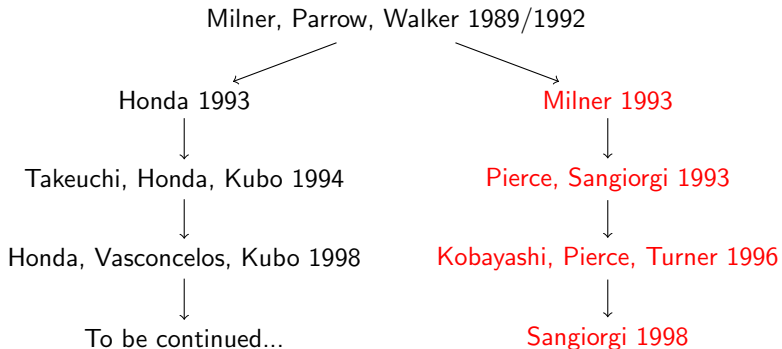 Milner, Parrow, Walker 1989/1992
Honda 1993
Milner 1993
Takeuchi, Honda, Kubo 1994
Pierce, Sangiorgi 1993
Honda, Vasconcelos, Kubo 1998
Kobayashi, Pierce, Turner 1996
To be continued...
Sangiorgi 1998